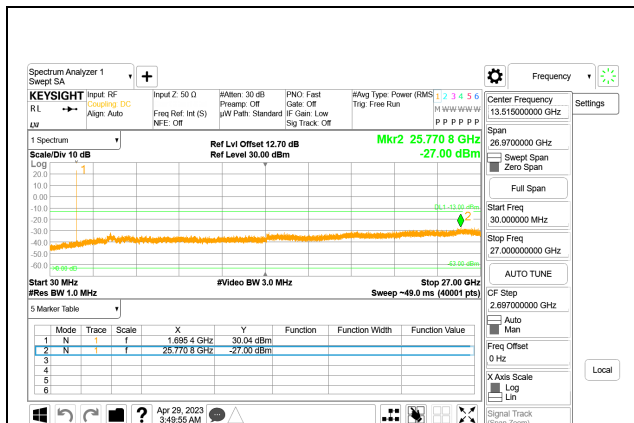 Spectrum Analyzer 1
Swept SA
+
Frequency
KEYSIGHT
RL
LXI
Input: RF
Coupling: DC
Align: Auto
Input Z: 50 Ω
Freq Ref: Int (S)
NFE: Off
#Atten: 30 dB
Preamp: Off
µW Path: Standard
PNO: Fast
Gate: Off
IF Gain: Low
Sig Track: Off
#Avg Type: Power (RMS
Trig: Free Run
1 2 3 4 5 6
M W W W W W
P P P P P P
Center Frequency
13.515000000 GHz
Settings
1 Spectrum
Scale/Div 10 dB
Ref Lvl Offset 12.70 dB
Ref Level 30.00 dBm
Mkr2 25.770 8 GHz
-27.00 dBm
Span
26.9700000 GHz
Swept Span
Zero Span
Full Span
Start Freq
30.000000 MHz
Stop Freq
27.000000000 GHz
AUTO TUNE
CF Step
2.697000000 GHz
Auto
Man
Freq Offset
0 Hz
X Axis Scale
Log
Lin
Local
Signal Track
(Span Zoom)
Log
20.0
10.0
0.00
-10.0
-20.0
-30.0
-40.0
-50.0
-60.0
1
2
DL1 -13.00 dBm
Start 30 MHz
#Res BW 1.0 MHz
#Video BW 3.0 MHz
Stop 27.00 GHz
Sweep ~49.0 ms (40001 pts)
5 Marker Table
Mode Trace Scale X Y Function Function Width Function Value
1 N 1 f 1.695 4 GHz 30.04 dBm
2 N 1 f 25.770 8 GHz -27.00 dBm
3
4
5
6
?
Apr 29, 2023
3:49:55 AM